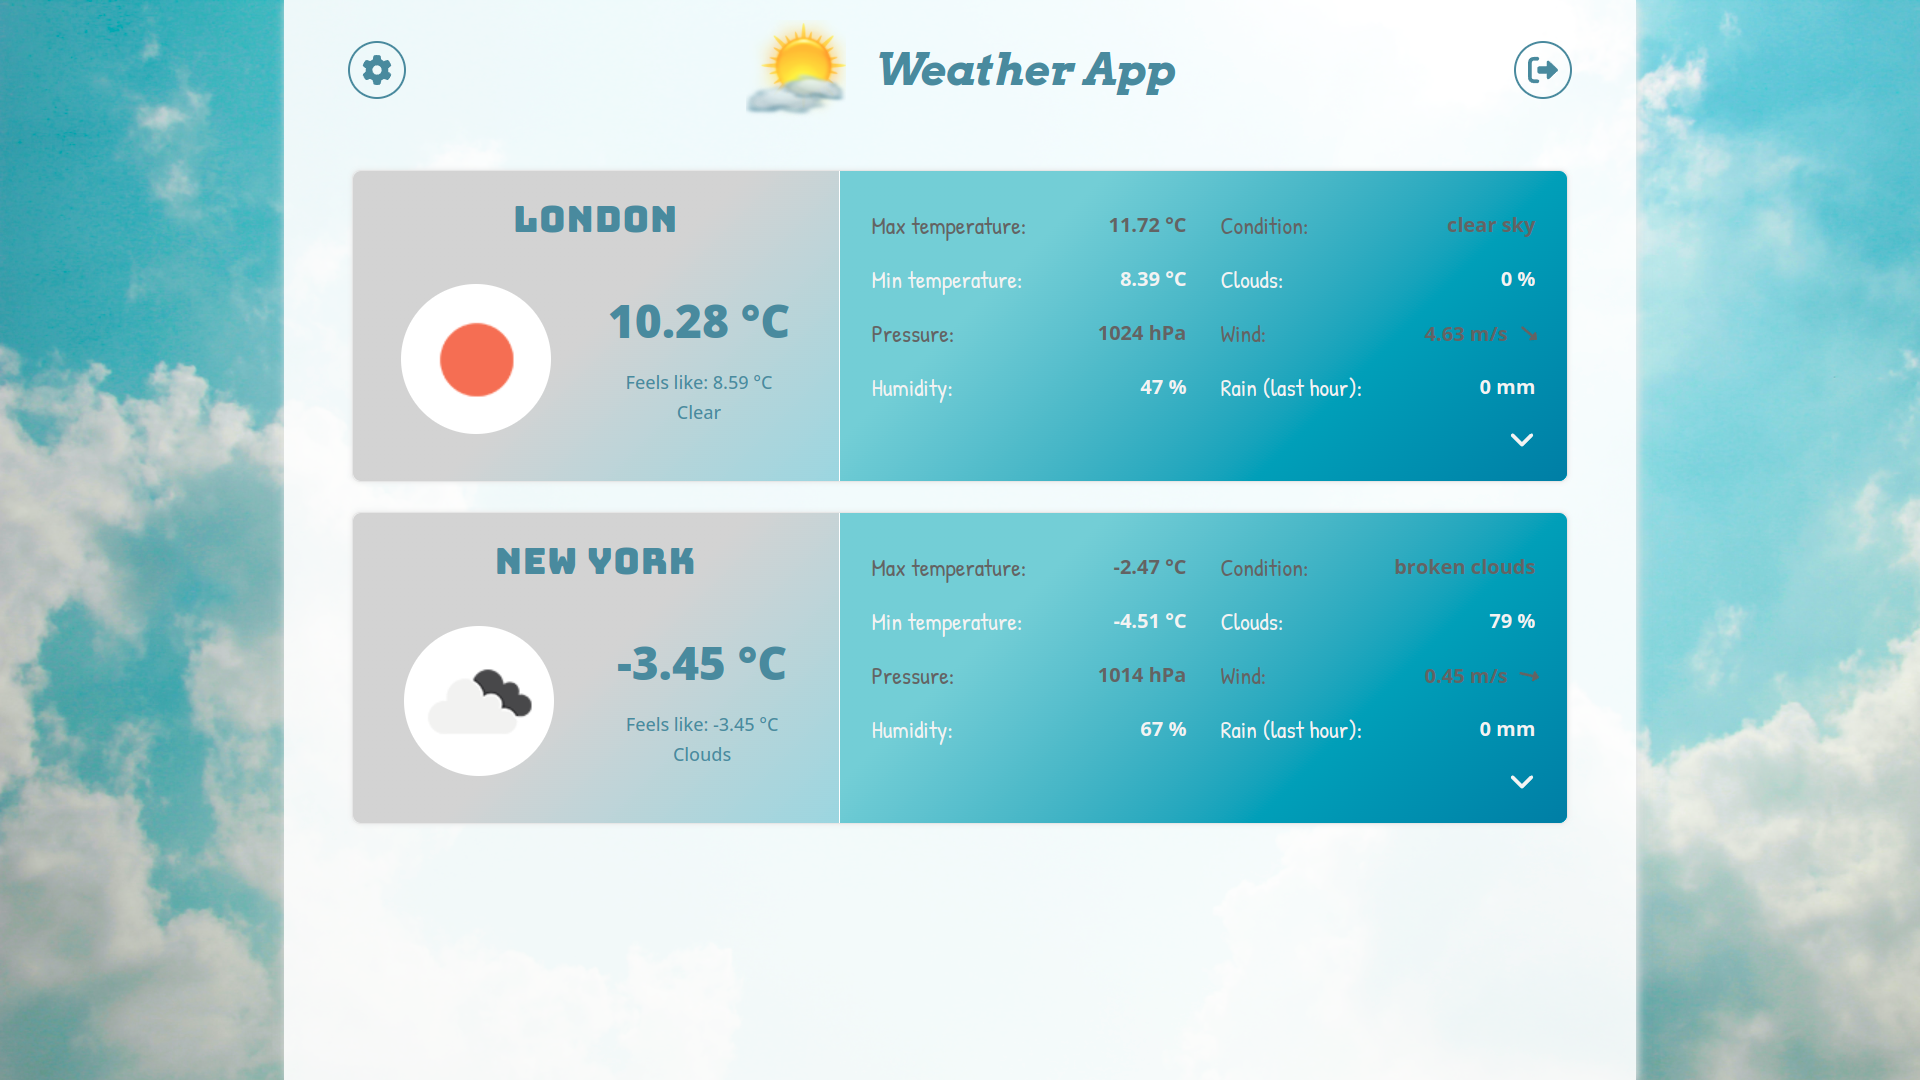 Weather App
LONDON
10.28 °C
Feels like: 8.59 °C
Clear
Max temperature: 11.72 °C
Min temperature: 8.39 °C
Pressure: 1024 hPa
Humidity: 47 %
Condition: clear sky
Clouds: 0 %
Wind: 4.63 m/s
Rain (last hour): 0 mm
NEW YORK
-3.45 °C
Feels like: -3.45 °C
Clouds
Max temperature: -2.47 °C
Min temperature: -4.51 °C
Pressure: 1014 hPa
Humidity: 67 %
Condition: broken clouds
Clouds: 79 %
Wind: 0.45 m/s
Rain (last hour): 0 mm